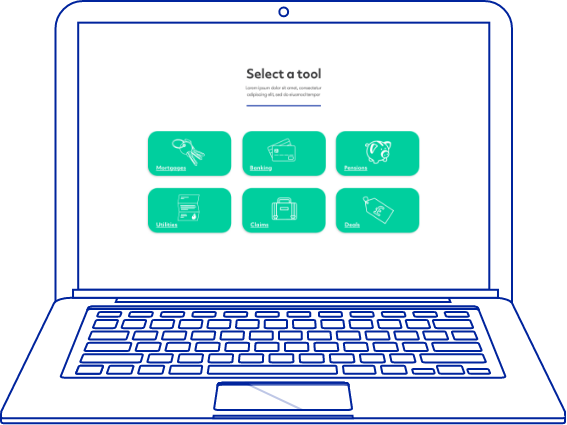 Select a tool
Lorem ipsum dolor sit amet, consectetur
adipiscing elit, sed do eiusmod tempor
Mortgages
Banking
Pensions
Utilities
Claims
Deals
£